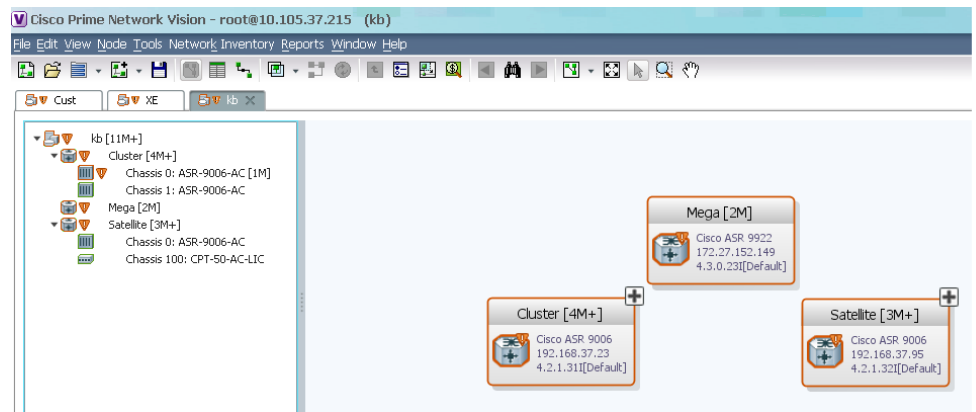 Cisco Prime Network Vision - root@10.105.37.215 (kb)
File Edit View Node Tools Network Inventory Reports Window Help
Cust XE kb
kb [11M+]
Cluster [4M+]
Chassis 0: ASR-9006-AC [1M]
Chassis 1: ASR-9006-AC
Mega [2M]
Satellite [3M+]
Chassis 0: ASR-9006-AC
Chassis 100: CPT-50-AC-LIC
Mega [2M]
Cisco ASR 9922
172.27.152.149
4.3.0.23I[Default]
Cluster [4M+]
Cisco ASR 9006
192.168.37.23
4.2.1.31I[Default]
Satellite [3M+]
Cisco ASR 9006
192.168.37.95
4.2.1.32I[Default]